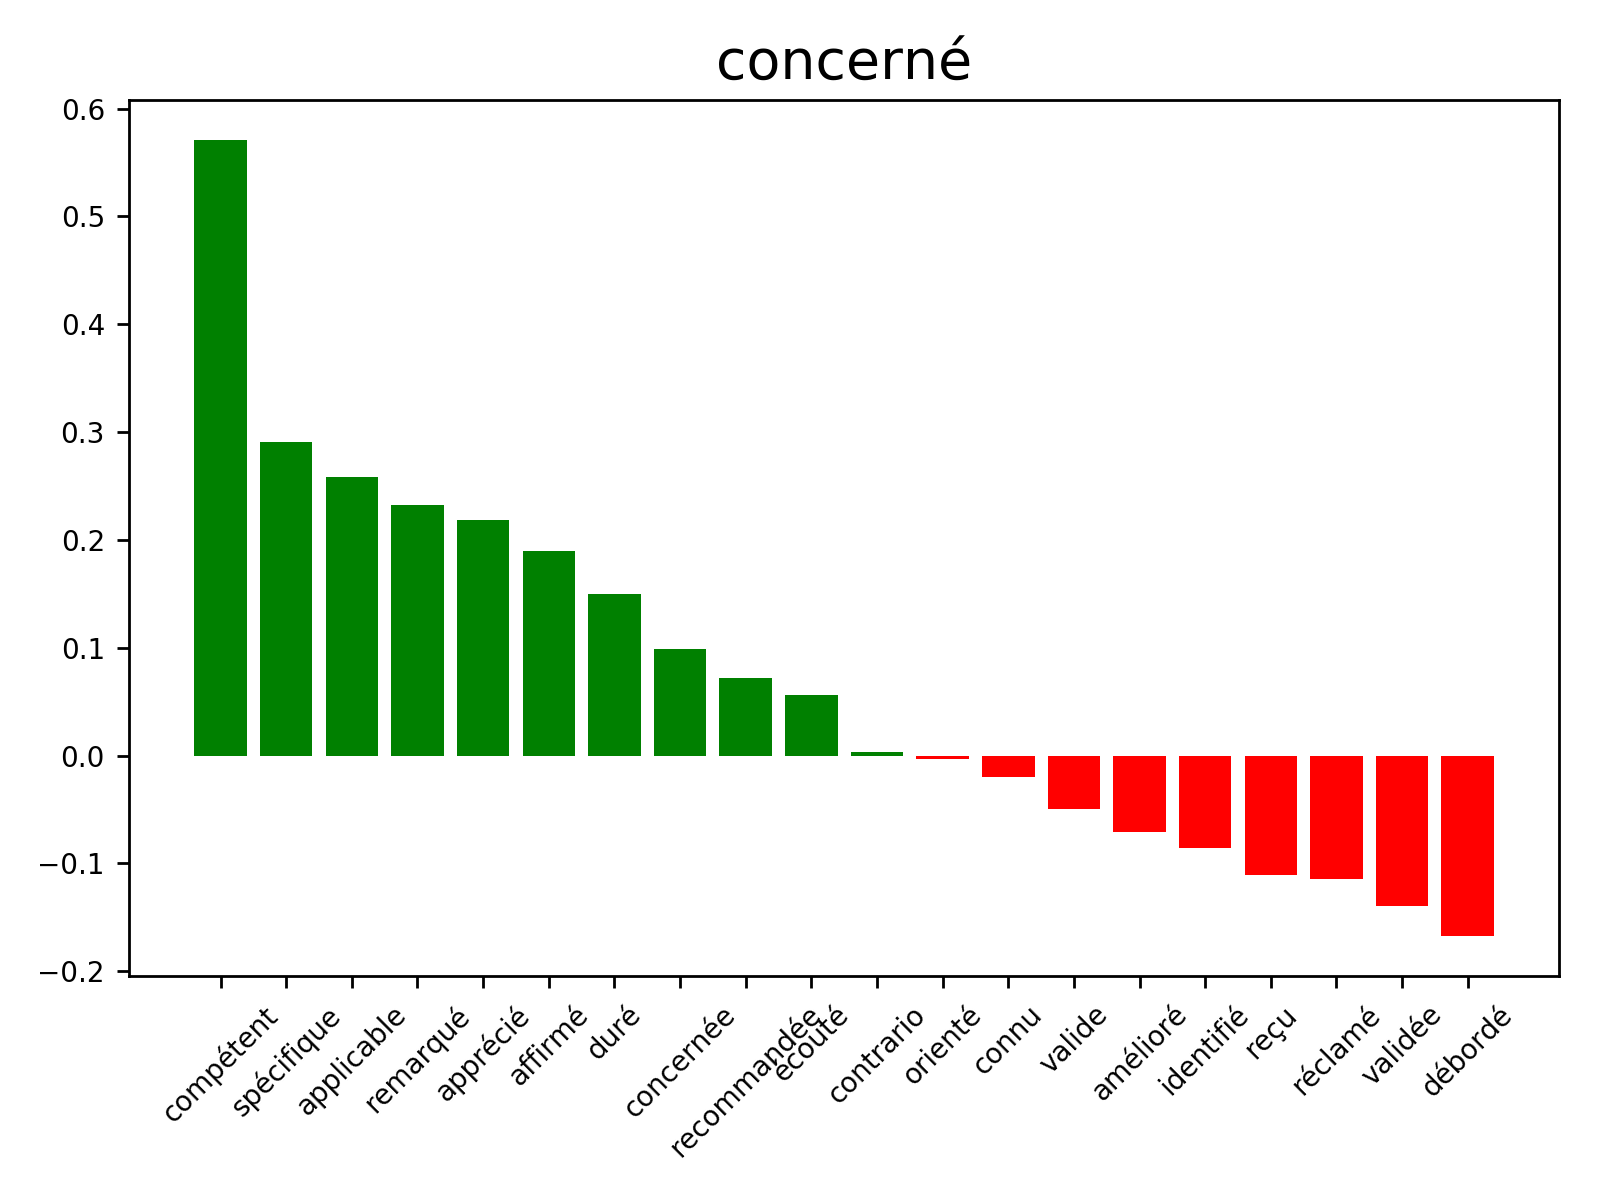 concerné
0.6
0.5
0.4
0.3
0.2
0.1
0.0
−0.1
−0.2
compétent
spécifique
applicable
remarqué
apprécié
affirmé
duré
concernée
recommandée
écouté
contrario
orienté
connu
valide
amélioré
identifié
reçu
réclamé
validée
débordé